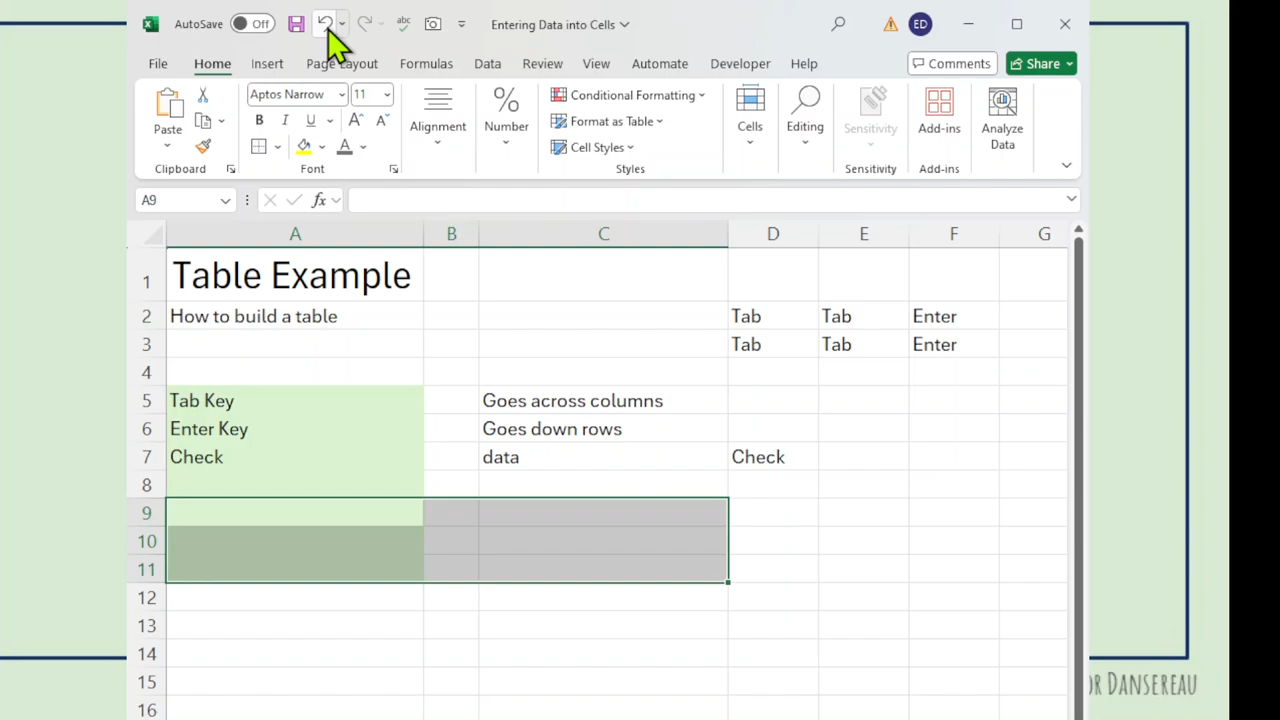 AutoSave Off Entering Data into Cells ED
File Home Insert Page Layout Formulas Data Review View Automate Developer Help Comments Share
Aptos Narrow 11
Conditional Formatting
Format as Table
Cell Styles
Paste
B I U A A
A
Alignment
%
Number
Cells
Editing
Sensitivity
Add-ins
Analyze
Data
Clipboard Font Styles Sensitivity Add-ins
A9 fx
A B C D E F G
1 Table Example
2 How to build a table Tab Tab Enter
3 Tab Tab Enter
4
5 Tab Key Goes across columns
6 Enter Key Goes down rows
7 Check data Check
8
9
10
11
12
13
14
15
16
Dansereau